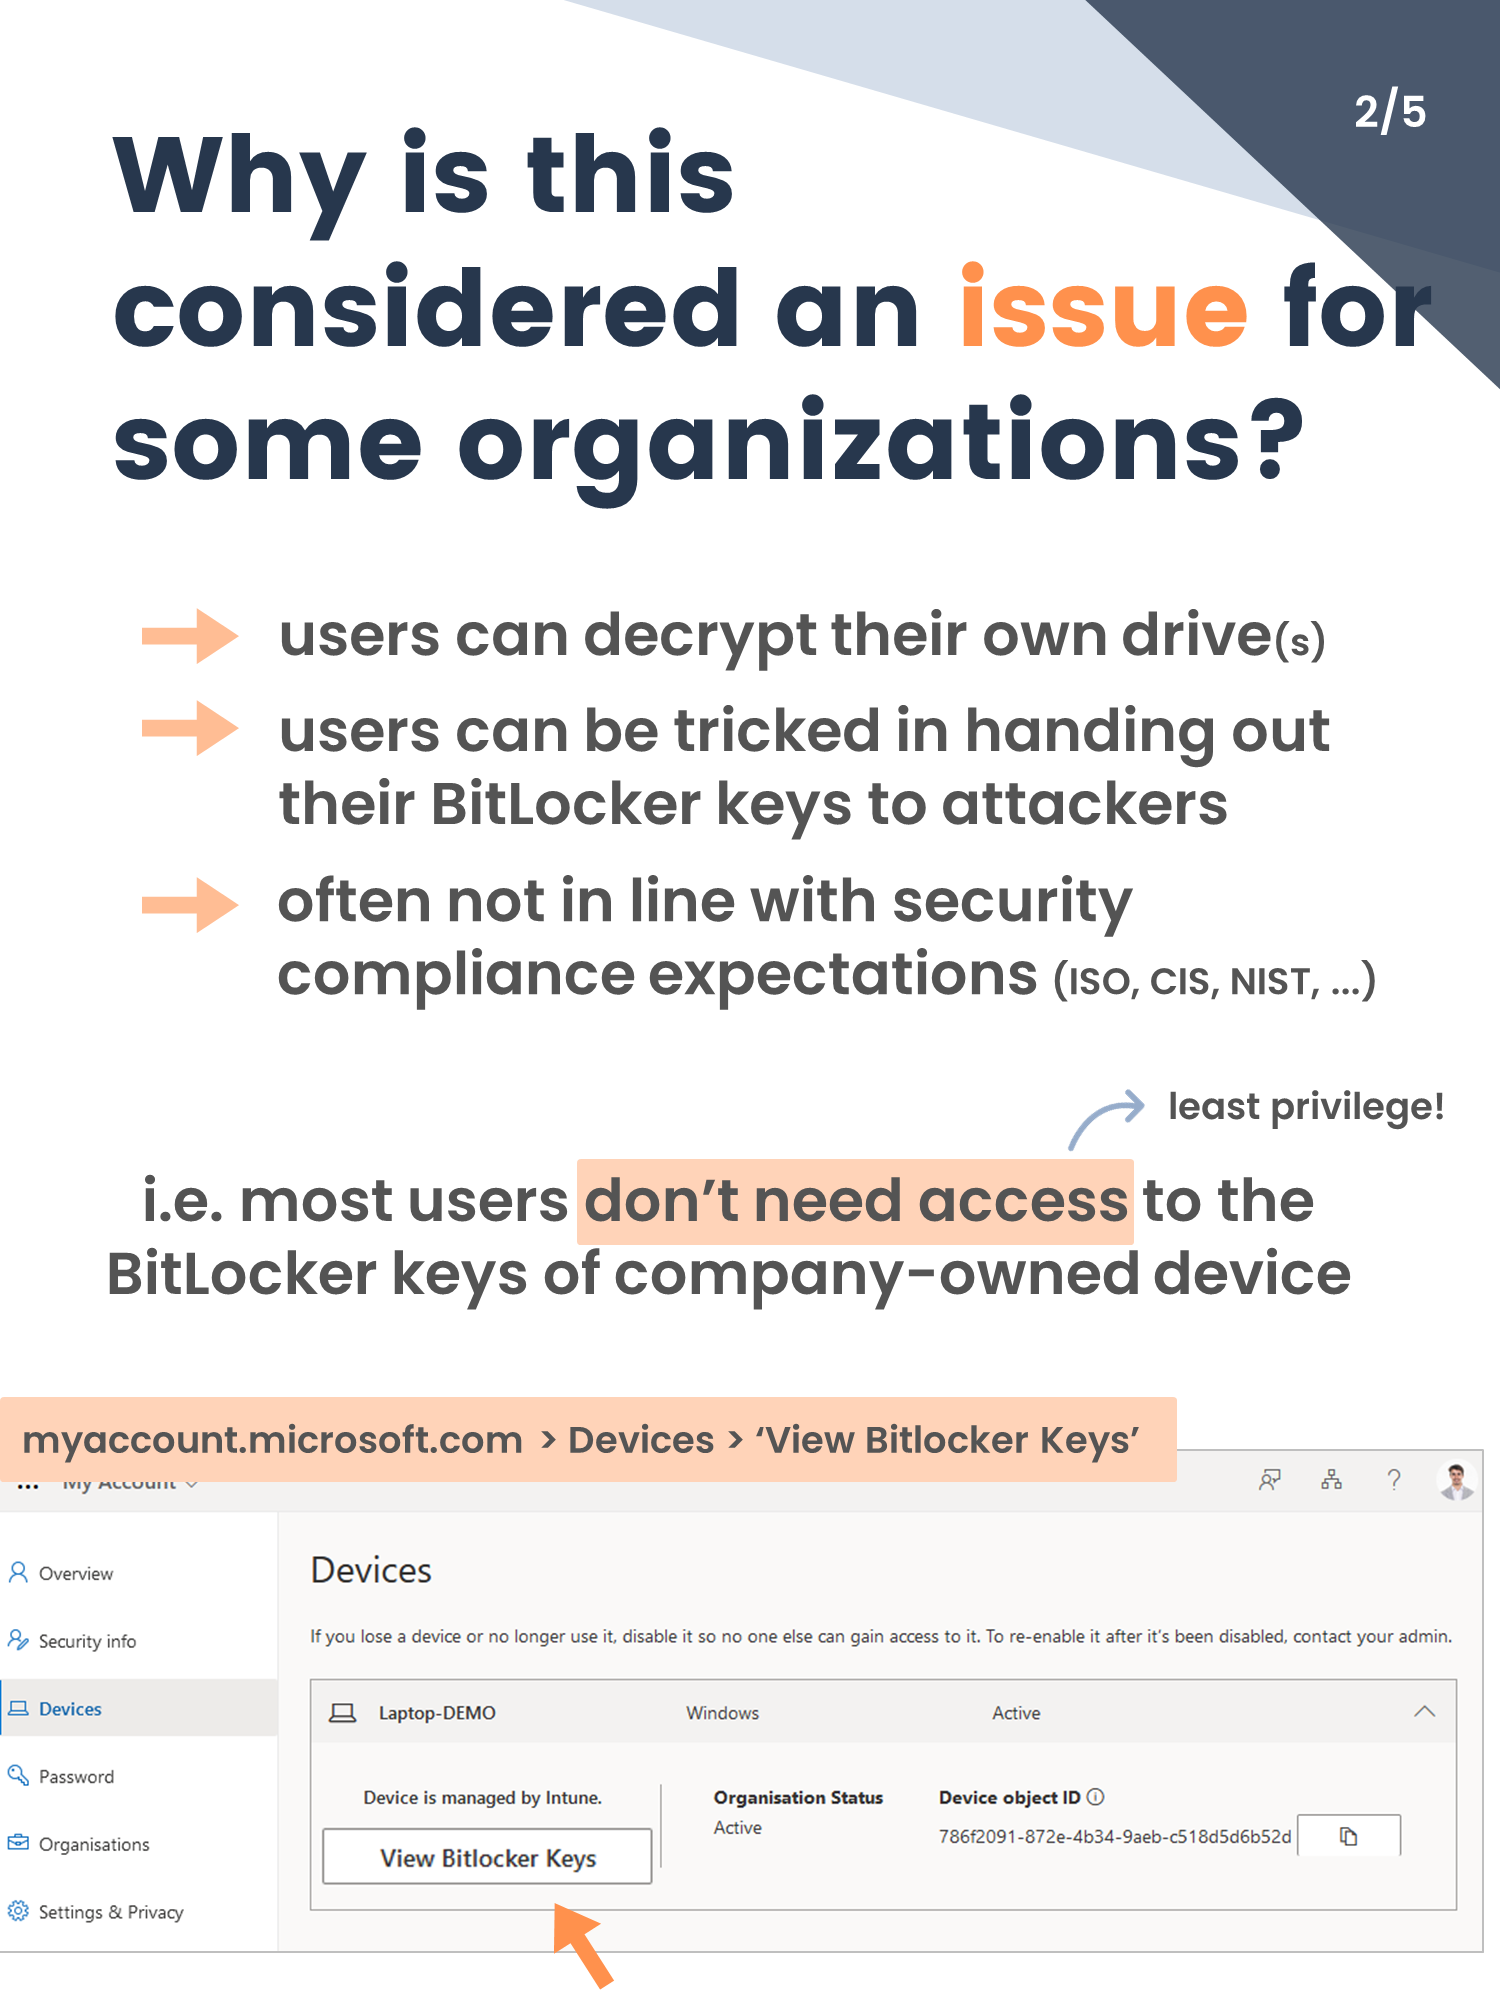 2/5
Why is this
considered an issue for
some organizations?
users can decrypt their own drive(s)
users can be tricked in handing out
their BitLocker keys to attackers
often not in line with security
compliance expectations (ISO, CIS, NIST, ...)
least privilege!
i.e. most users don't need access to the
BitLocker keys of company-owned device
myaccount.microsoft.com > Devices > ‘View Bitlocker Keys’
... My Account
Overview
Security info
Devices
Password
Organisations
Settings & Privacy
Devices
If you lose a device or no longer use it, disable it so no one else can gain access to it. To re-enable it after it's been disabled, contact your admin.
Laptop-DEMO Windows Active
Device is managed by Intune.
View Bitlocker Keys
Organisation Status
Active
Device object ID
786f2091-872e-4b34-9aeb-c518d5d6b52d